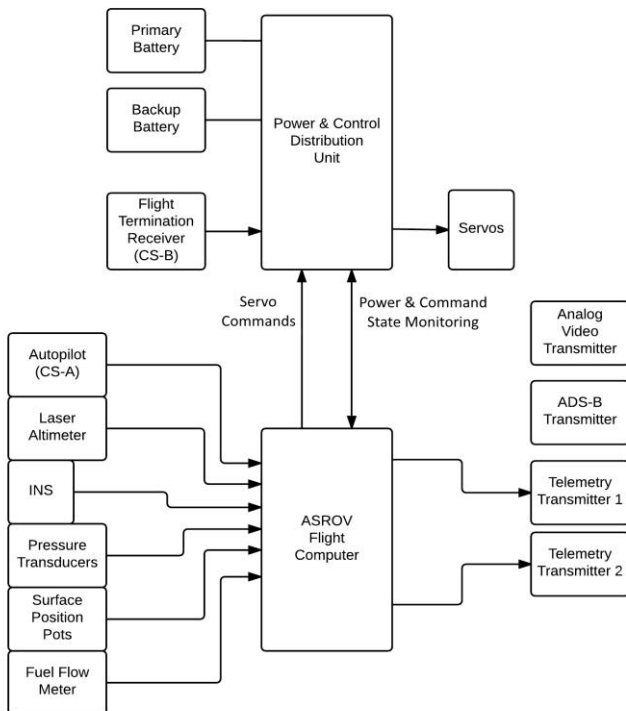 Primary
Battery
Backup
Battery
Power & Control
Distribution
Unit
Flight
Termination
Receiver
(CS-B)
Servos
Servo
Commands
Power & Command
State Monitoring
Analog
Video
Transmitter
Autopilot
(CS-A)
Laser
Altimeter
ADS-B
Transmitter
INS
ASROV
Flight
Computer
Telemetry
Transmitter 1
Pressure
Transducers
Telemetry
Transmitter 2
Surface
Position
Pots
Fuel Flow
Meter